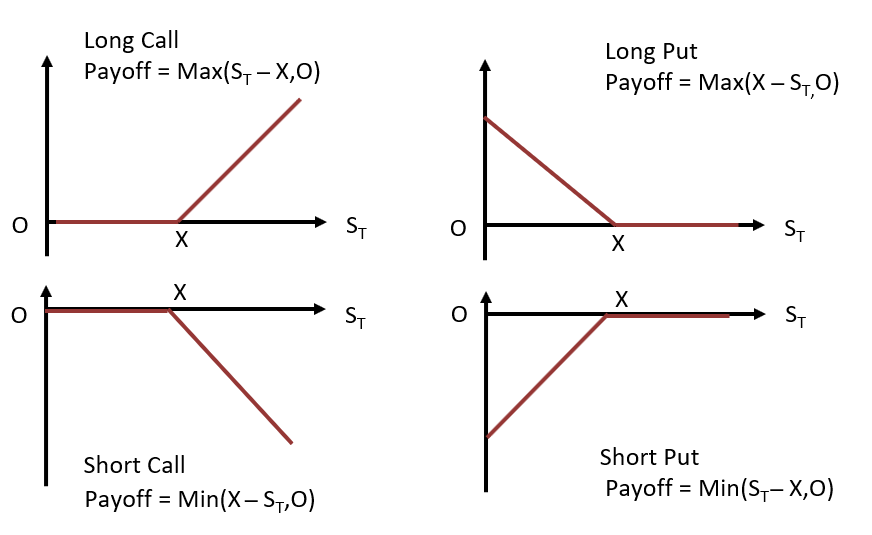 Long Call
Payoff = Max(S_T – X,O)
O
X
S_T
Long Put
Payoff = Max(X – S_T,O)
O
X
S_T
X
O
S_T
Short Call
Payoff = Min(X – S_T,O)
X
O
S_T
Short Put
Payoff = Min(S_T – X,O)